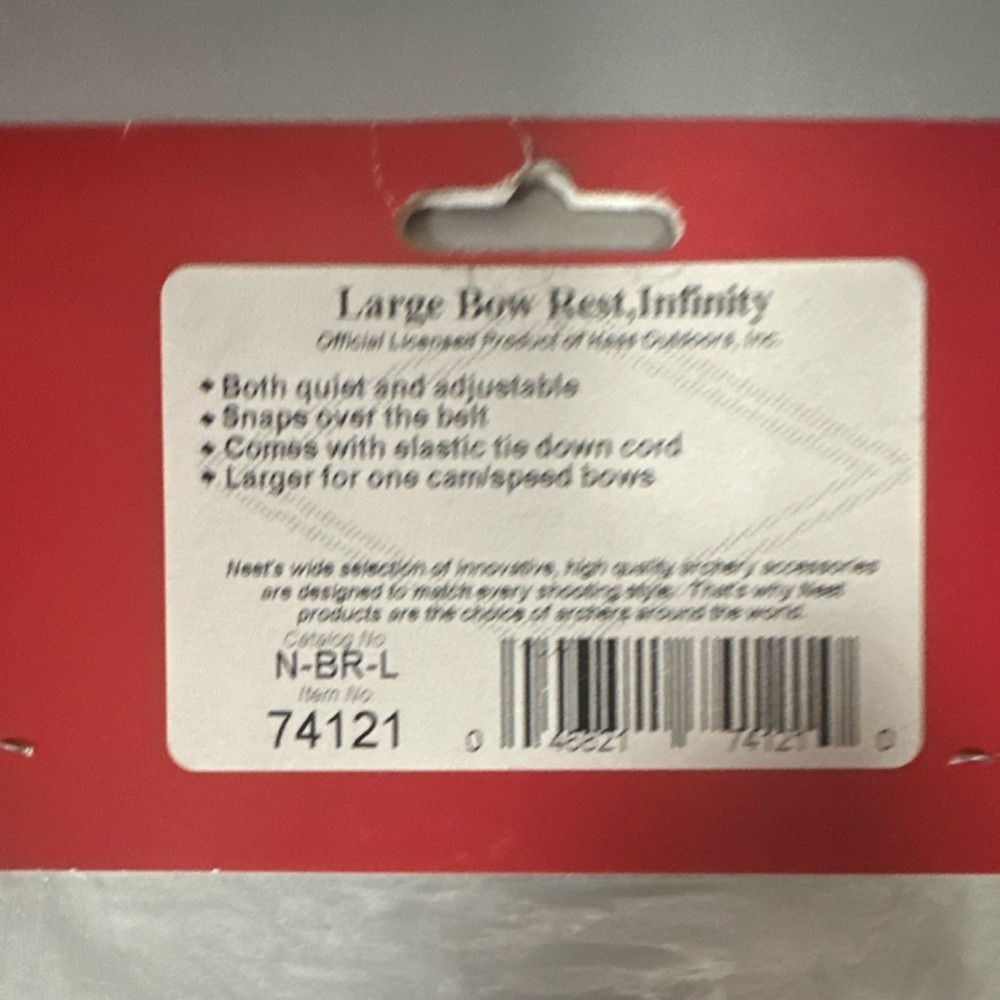 Large Bow Rest,Infinity
Official Licensed Product of Outdoors, Inc.
• Both quiet and adjustable
• Snaps over the belt
• Comes with elastic tie down cord
• Larger for one cam/speed bows
Neet's wide selection of innovative, high quality archery accessories
are designed to match every shooting style. That's why Neet
products are the choice of archers around the world.
Catalog No
N-BR-L
Item No.
74121
0 74121 0